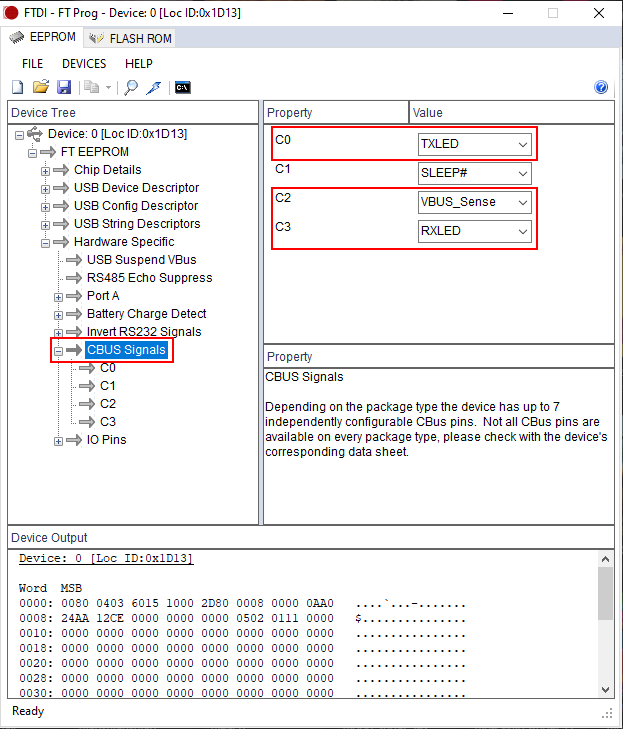 FTDI - FT Prog - Device: 0 [Loc ID:0x1D13]
EEPROM FLASH ROM
FILE DEVICES HELP
C:\
Device Tree
Device: 0 [Loc ID:0x1D13]
FT EEPROM
Chip Details
USB Device Descriptor
USB Config Descriptor
USB String Descriptors
Hardware Specific
USB Suspend VBus
RS485 Echo Suppress
Port A
Battery Charge Detect
Invert RS232 Signals
CBUS Signals
C0
C1
C2
C3
IO Pins
Property Value
C0 TXLED
C1 SLEEP#
C2 VBUS_Sense
C3 RXLED
Property
CBUS Signals
Depending on the package type the device has up to 7
independently configurable CBus pins. Not all CBus pins are
available on every package type, please check with the device's
corresponding data sheet.
Device Output
Device: 0 [Loc ID:0x1D13]
Word MSB
0000: 0080 0403 6015 1000 2D80 0008 0000 0AA0 ....`...-.......
0008: 24AA 12CE 0000 0000 0000 0502 0111 0000 $...............
0010: 0000 0000 0000 0000 0000 0000 0000 0000 ................
0018: 0000 0000 0000 0000 0000 0000 0000 0000 ................
0020: 0000 0000 0000 0000 0000 0000 0000 0000 ................
0028: 0000 0000 0000 0000 0000 0000 0000 0000 ................
0030: 0000 0000 0000 0000 0000 0000 0000 0000 ................
Ready